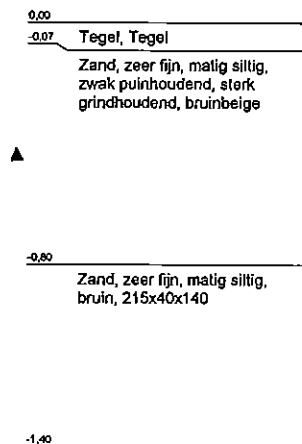 0,00
Tegel, Tegel
-0,07
Zand, zeer fijn, matig siltig,
zwak puinhoudend, sterk
grindhoudend, bruinbeige
-0,80
Zand, zeer fijn, matig siltig,
bruin, 215x40x140
-1,40